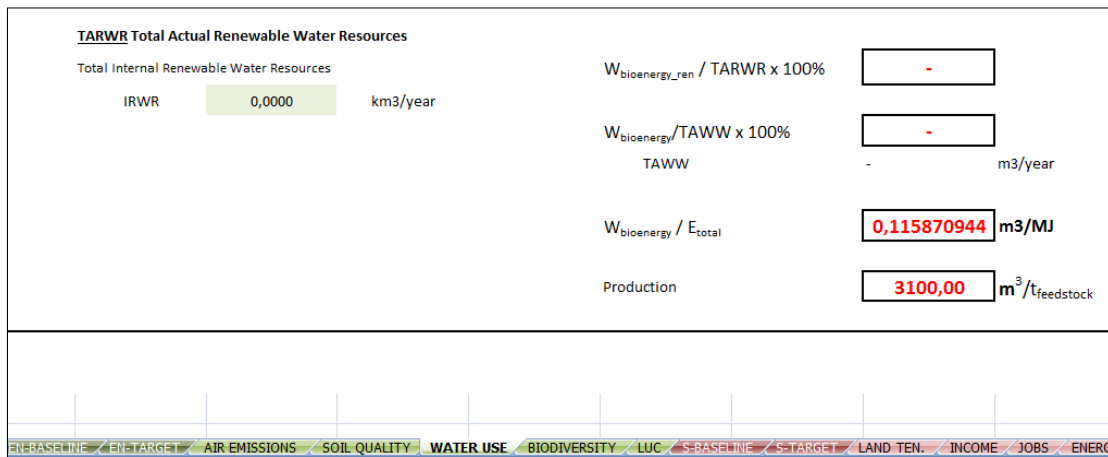 TARWR Total Actual Renewable Water Resources
Total Internal Renewable Water Resources
IRWR 0,0000 km3/year
Wbioenergy_ren / TARWR x 100% -
Wbioenergy/TAWW x 100% -
TAWW - m3/year
Wbioenergy / Etotal 0,115870944 m3/MJ
Production 3100,00 m3/tfeedstock
EN-BASELINE EN-TARGET AIR EMISSIONS SOIL QUALITY WATER USE BIODIVERSITY LUC S-BASELINE S-TARGET LAND TEN. INCOME JOBS ENERG